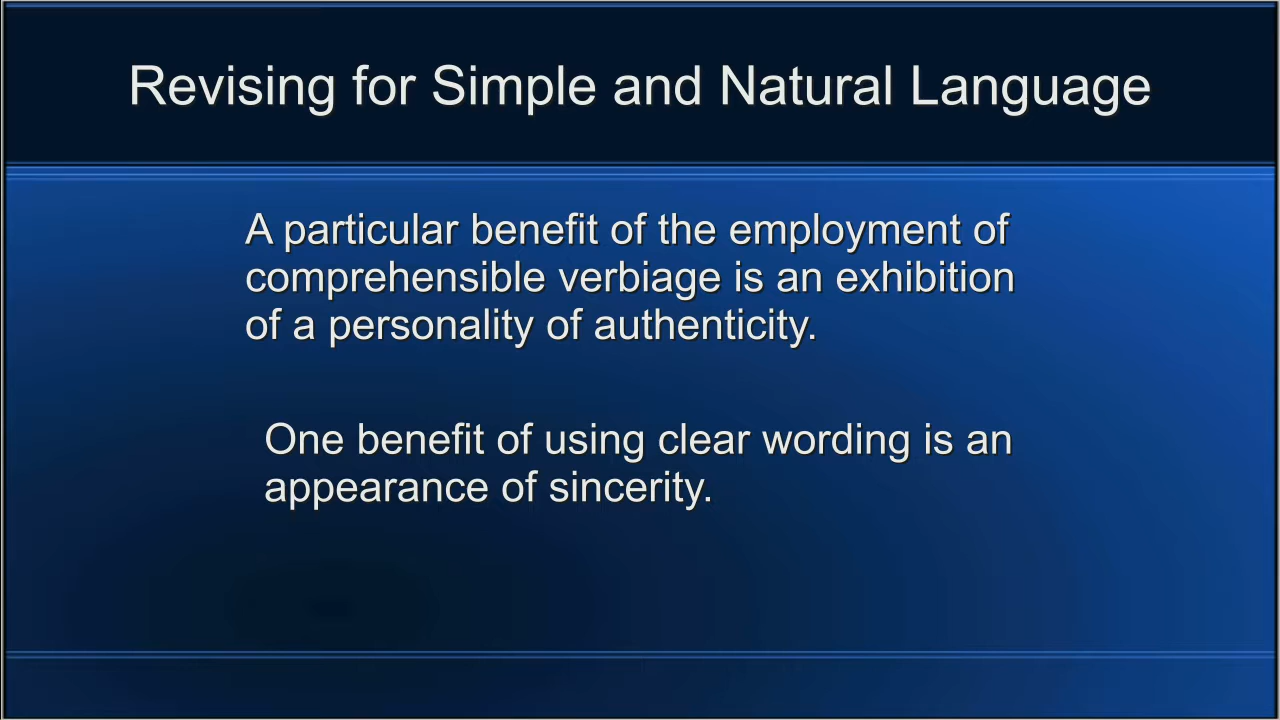 Revising for Simple and Natural Language
A particular benefit of the employment of
comprehensible verbiage is an exhibition
of a personality of authenticity.
One benefit of using clear wording is an
appearance of sincerity.